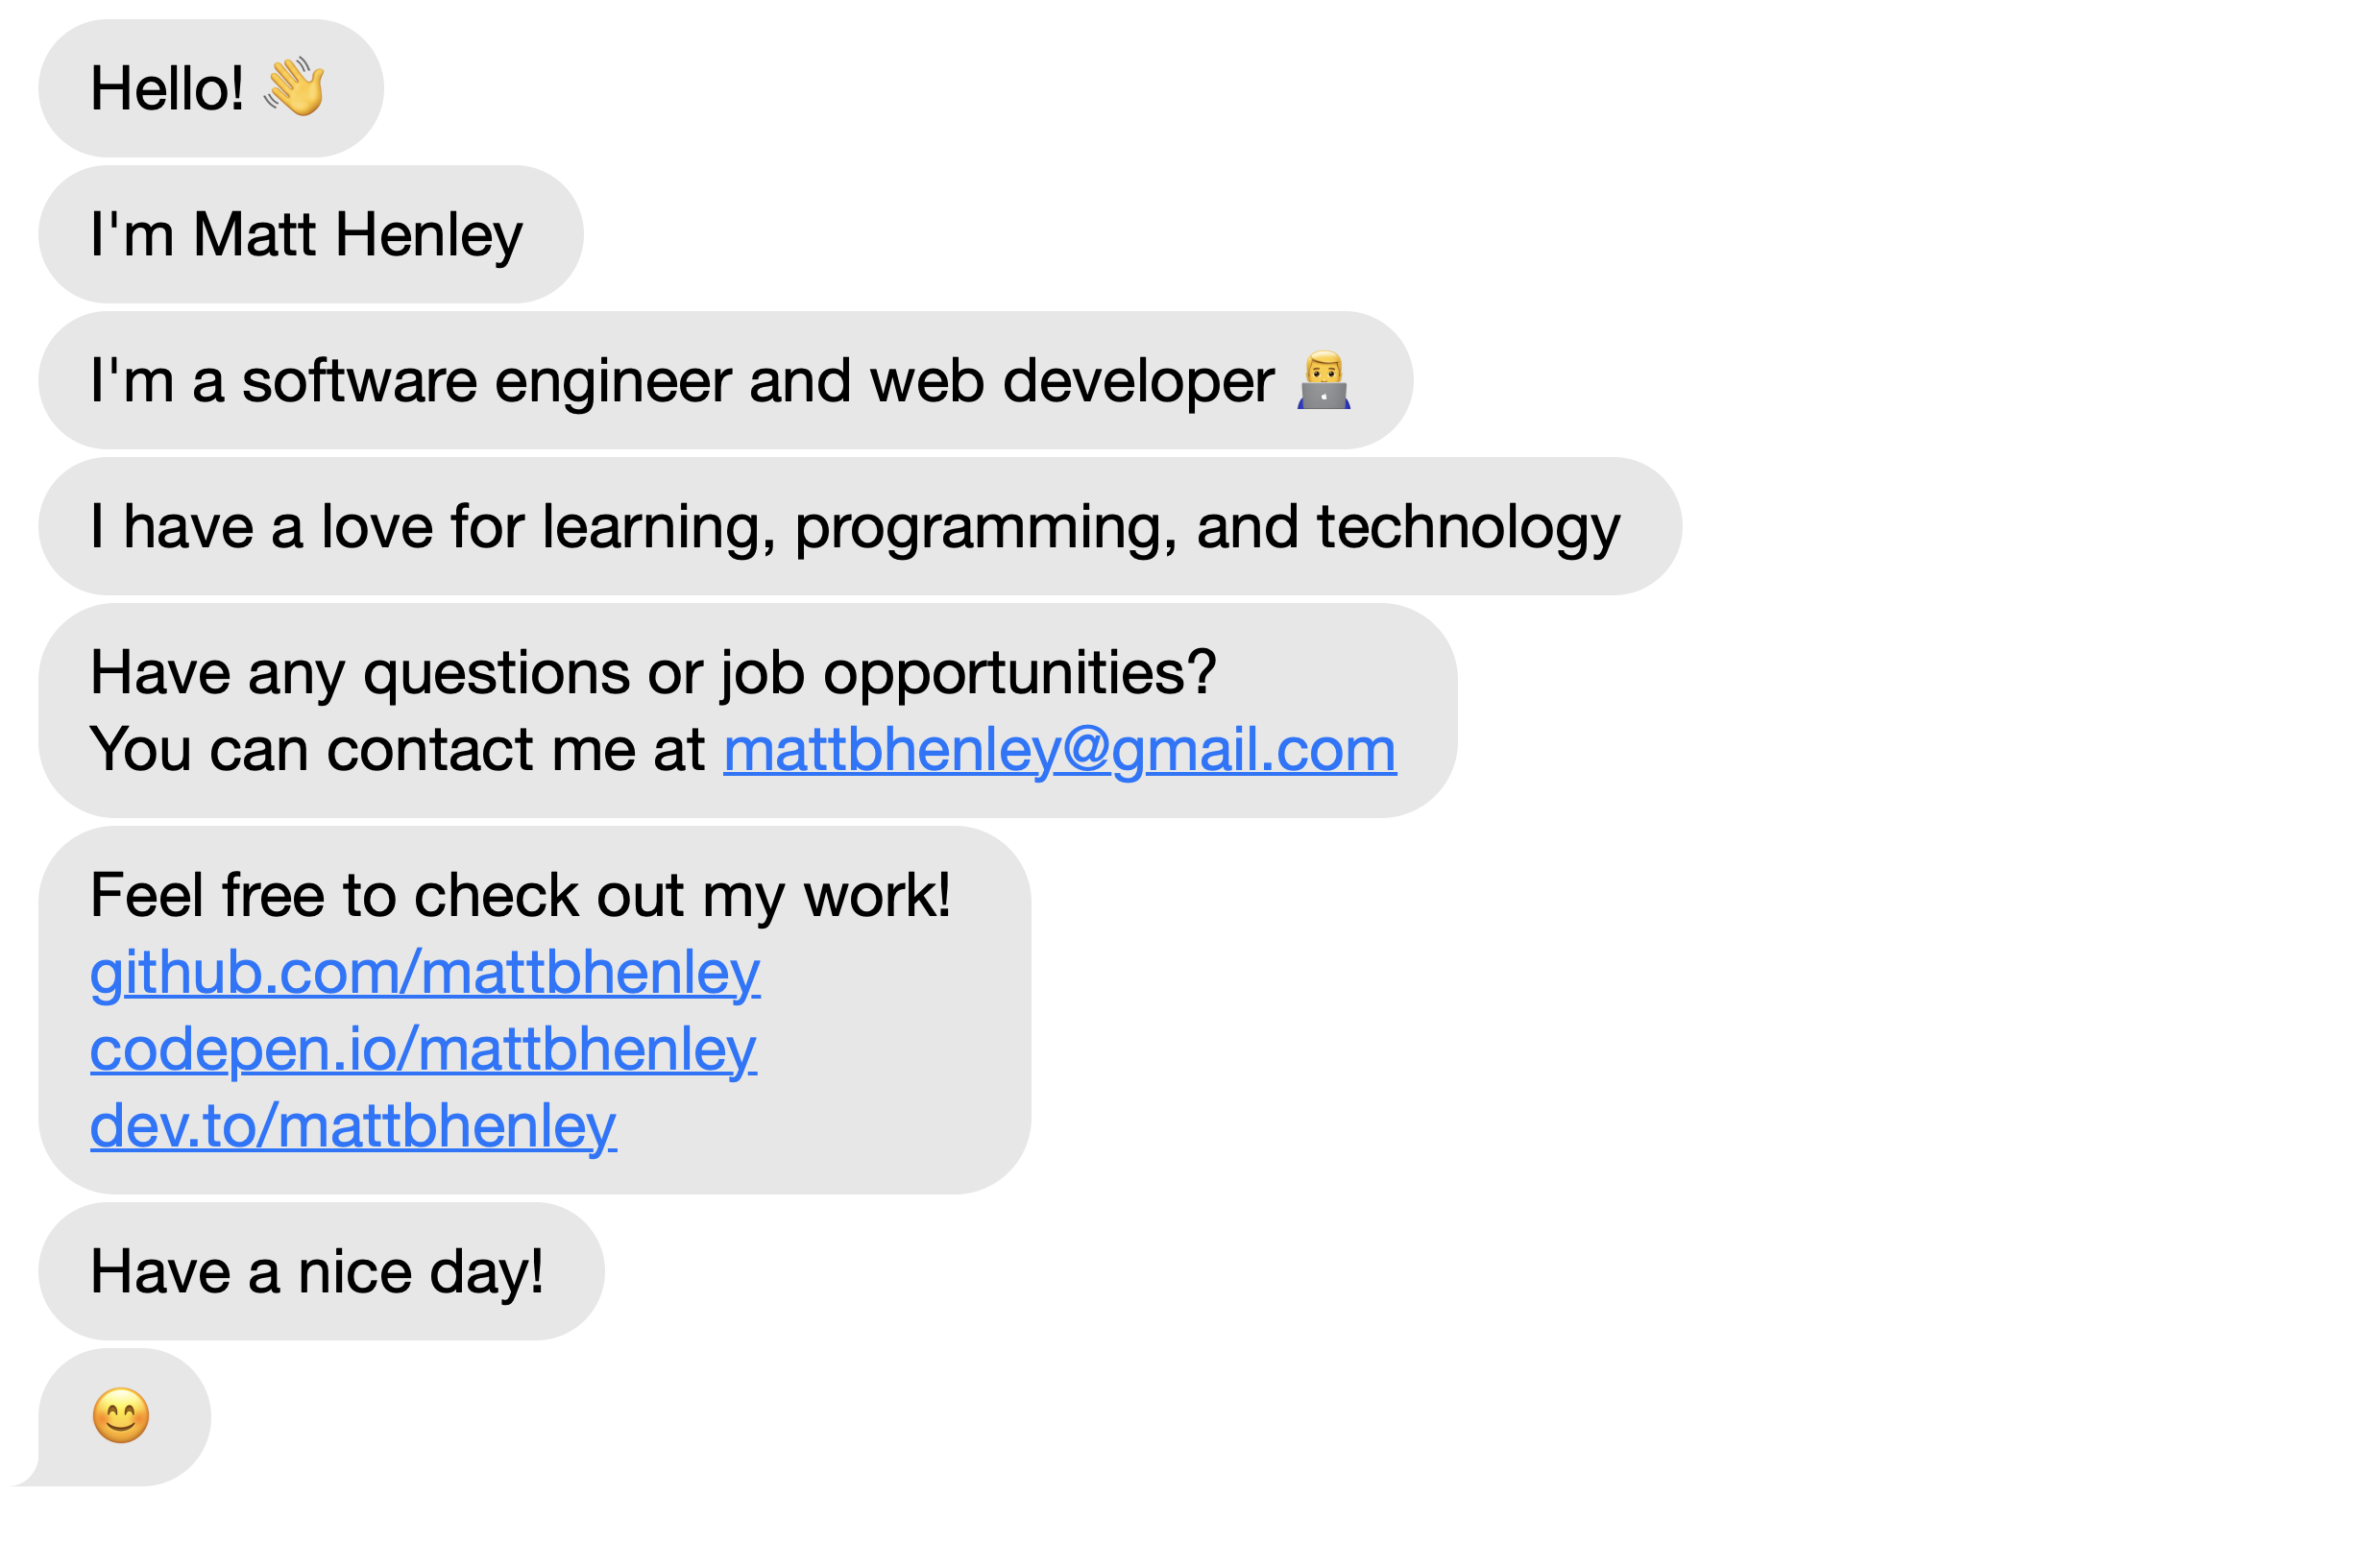 Hello! 👋
I'm Matt Henley
I'm a software engineer and web developer 👨‍💻
I have a love for learning, programming, and technology
Have any questions or job opportunities?
You can contact me at mattbhenley@gmail.com
Feel free to check out my work!
github.com/mattbhenley
codepen.io/mattbhenley
dev.to/mattbhenley
Have a nice day!
😊